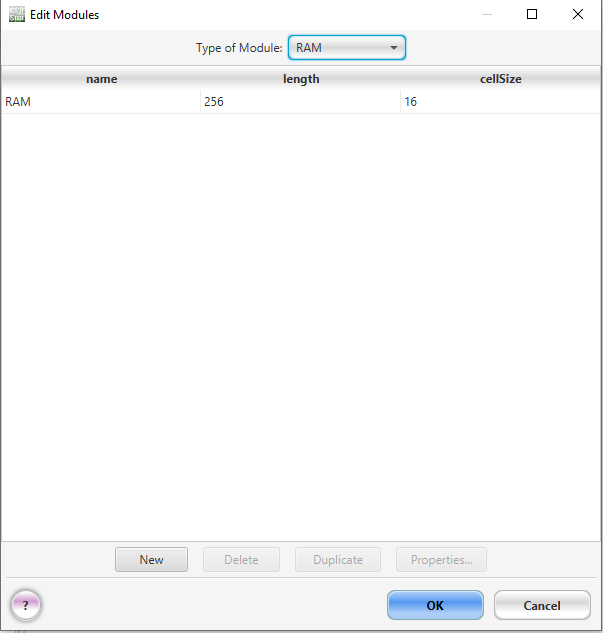 Edit Modules
Type of Module: RAM
name length cellSize
RAM 256 16
New Delete Duplicate Properties...
? OK Cancel